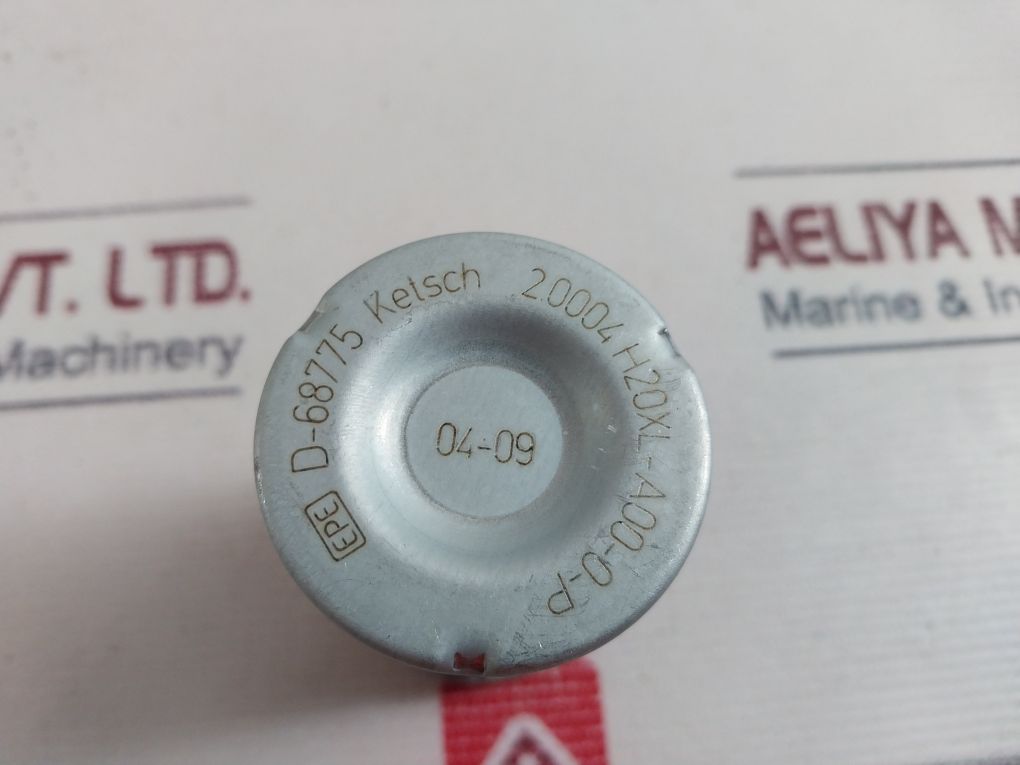 EPE D-68775 Ketsch 2.0004 H20XL-A00-0-P
04-09
VT. LTD.
Machinery
AELIYA M
Marine & In